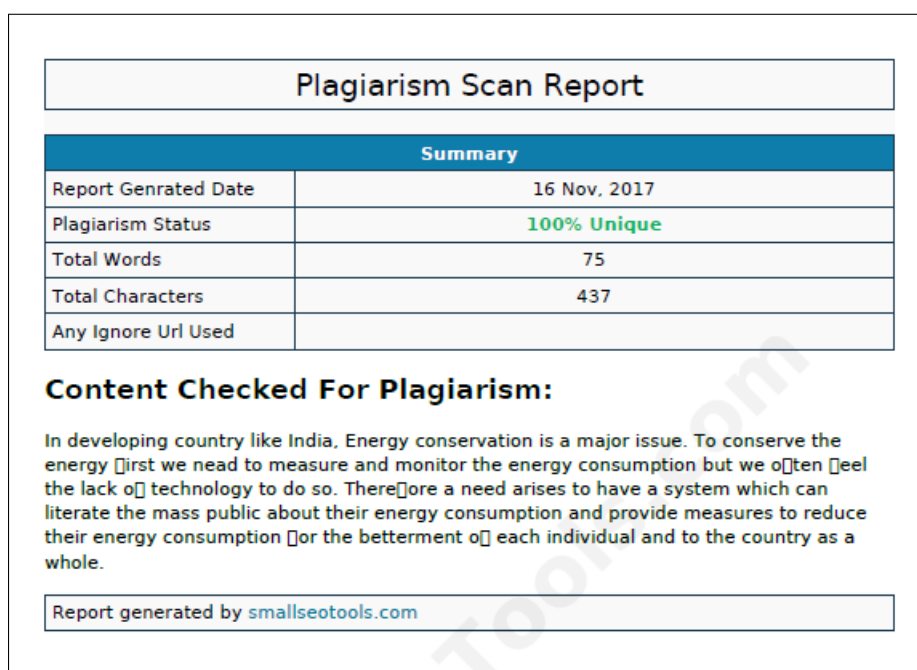 Plagiarism Scan Report
Summary
Report Genrated Date 16 Nov, 2017
Plagiarism Status 100% Unique
Total Words 75
Total Characters 437
Any Ignore Url Used
Content Checked For Plagiarism:
In developing country like India, Energy conservation is a major issue. To conserve the
energy ▯irst we nead to measure and monitor the energy consumption but we o▯ten ▯eel
the lack o▯ technology to do so. There▯ore a need arises to have a system which can
literate the mass public about their energy consumption and provide measures to reduce
their energy consumption ▯or the betterment o▯ each individual and to the country as a
whole.
Report generated by smallseotools.com
Tools.com